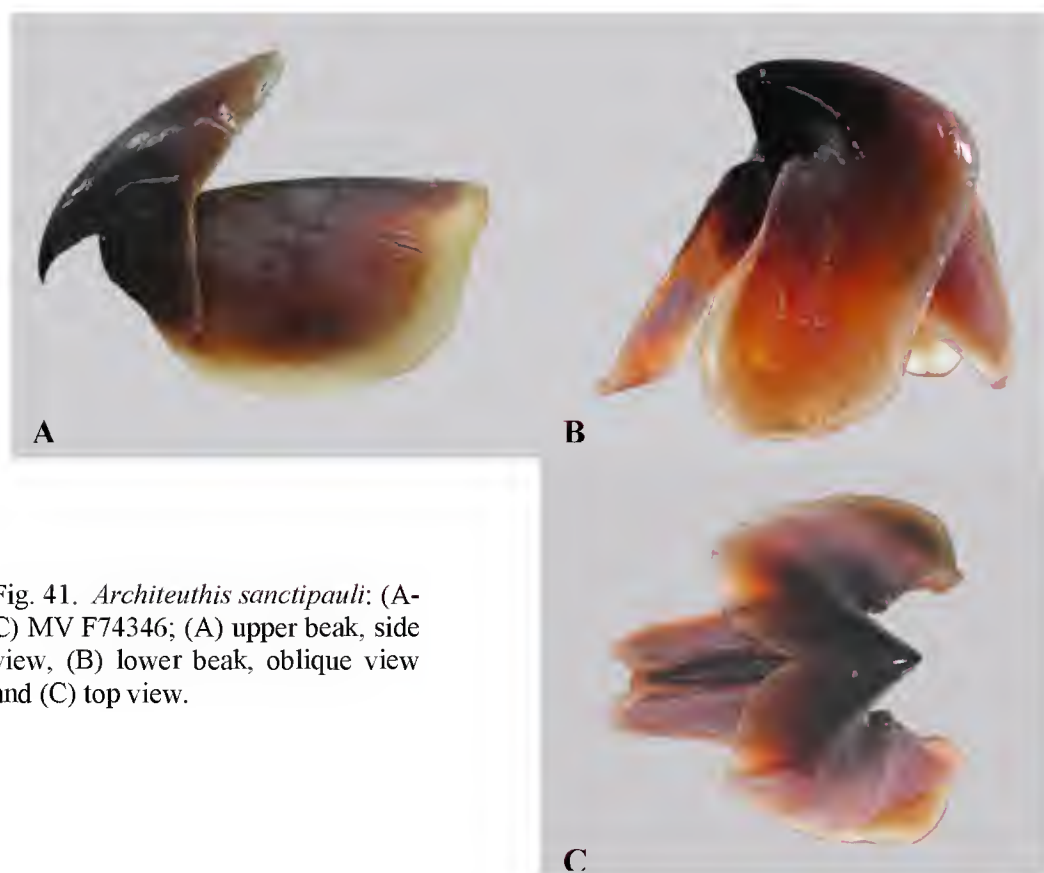 A
B
Fig. 41. Architeuthis sanctipauli: (A-
C) MV F74346; (A) upper beak, side
view, (B) lower beak, oblique view
and (C) top view.
C